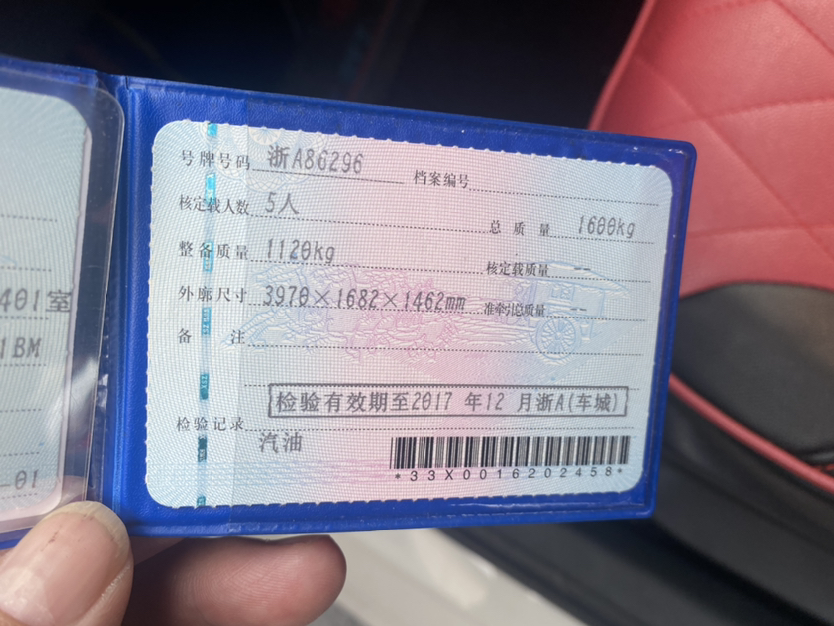 401室
1BM
-01
号牌号码 浙A8G296 档案编号
核定载人数 5人 总质量 1600kg
整备质量 1120kg 核定载质量 --
外廓尺寸 3970×1682×1462mm 准牵引总质量 --
备注
检验有效期至2017 年12 月浙A(车城)
检验记录
汽油
*33X0016202458*